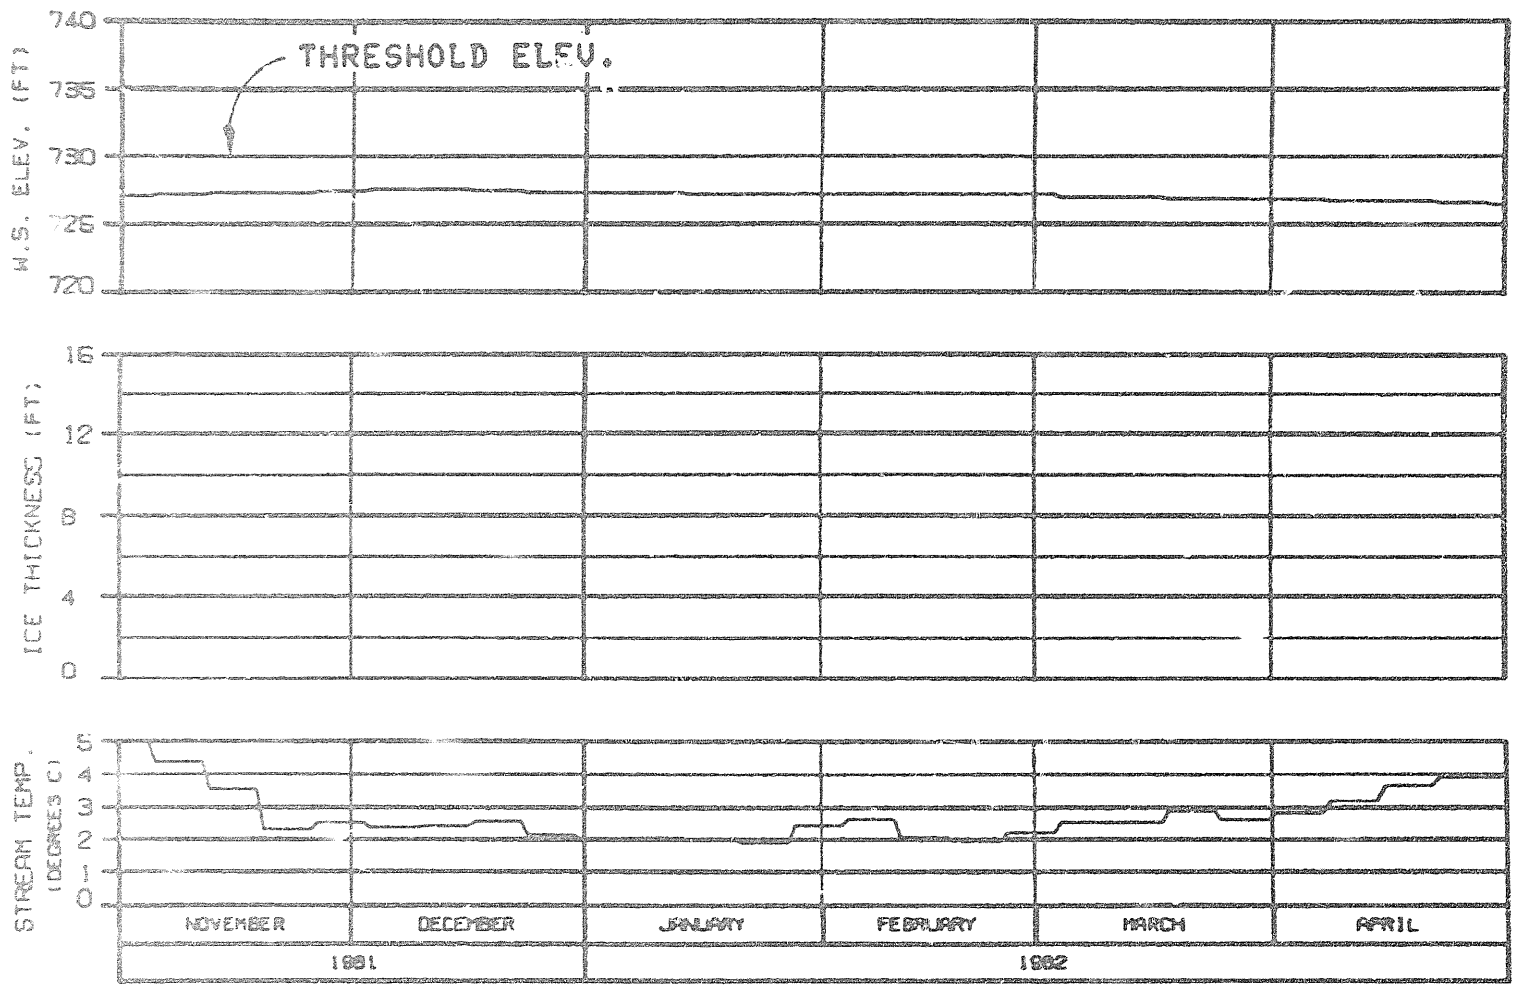 740
THRESHOLD ELEV.
735
730
725
720
W.S. ELEV. (FT)
16
12
8
4
0
ICE THICKNESS (FT)
5
4
3
2
1
0
STREAM TEMP.
(DEGREES C)
NOVEMBER DECEMBER JANUARY FEBRUARY MARCH APRIL
1981 1982